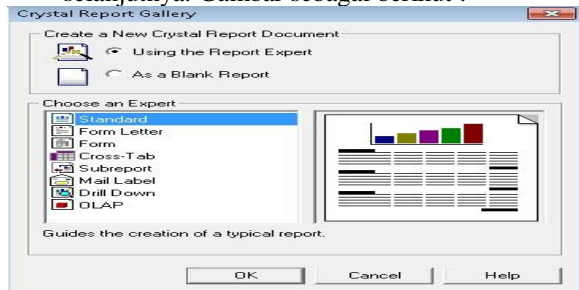 selanjutnya. Gambar sebagai berikut :
Crystal Report Gallery
Create a New Crystal Report Document
Using the Report Expert
As a Blank Report
Choose an Expert
Standard
Form Letter
Form
Cross-Tab
Subreport
Mail Label
Drill Down
OLAP
Guides the creation of a typical report.
OK Cancel Help